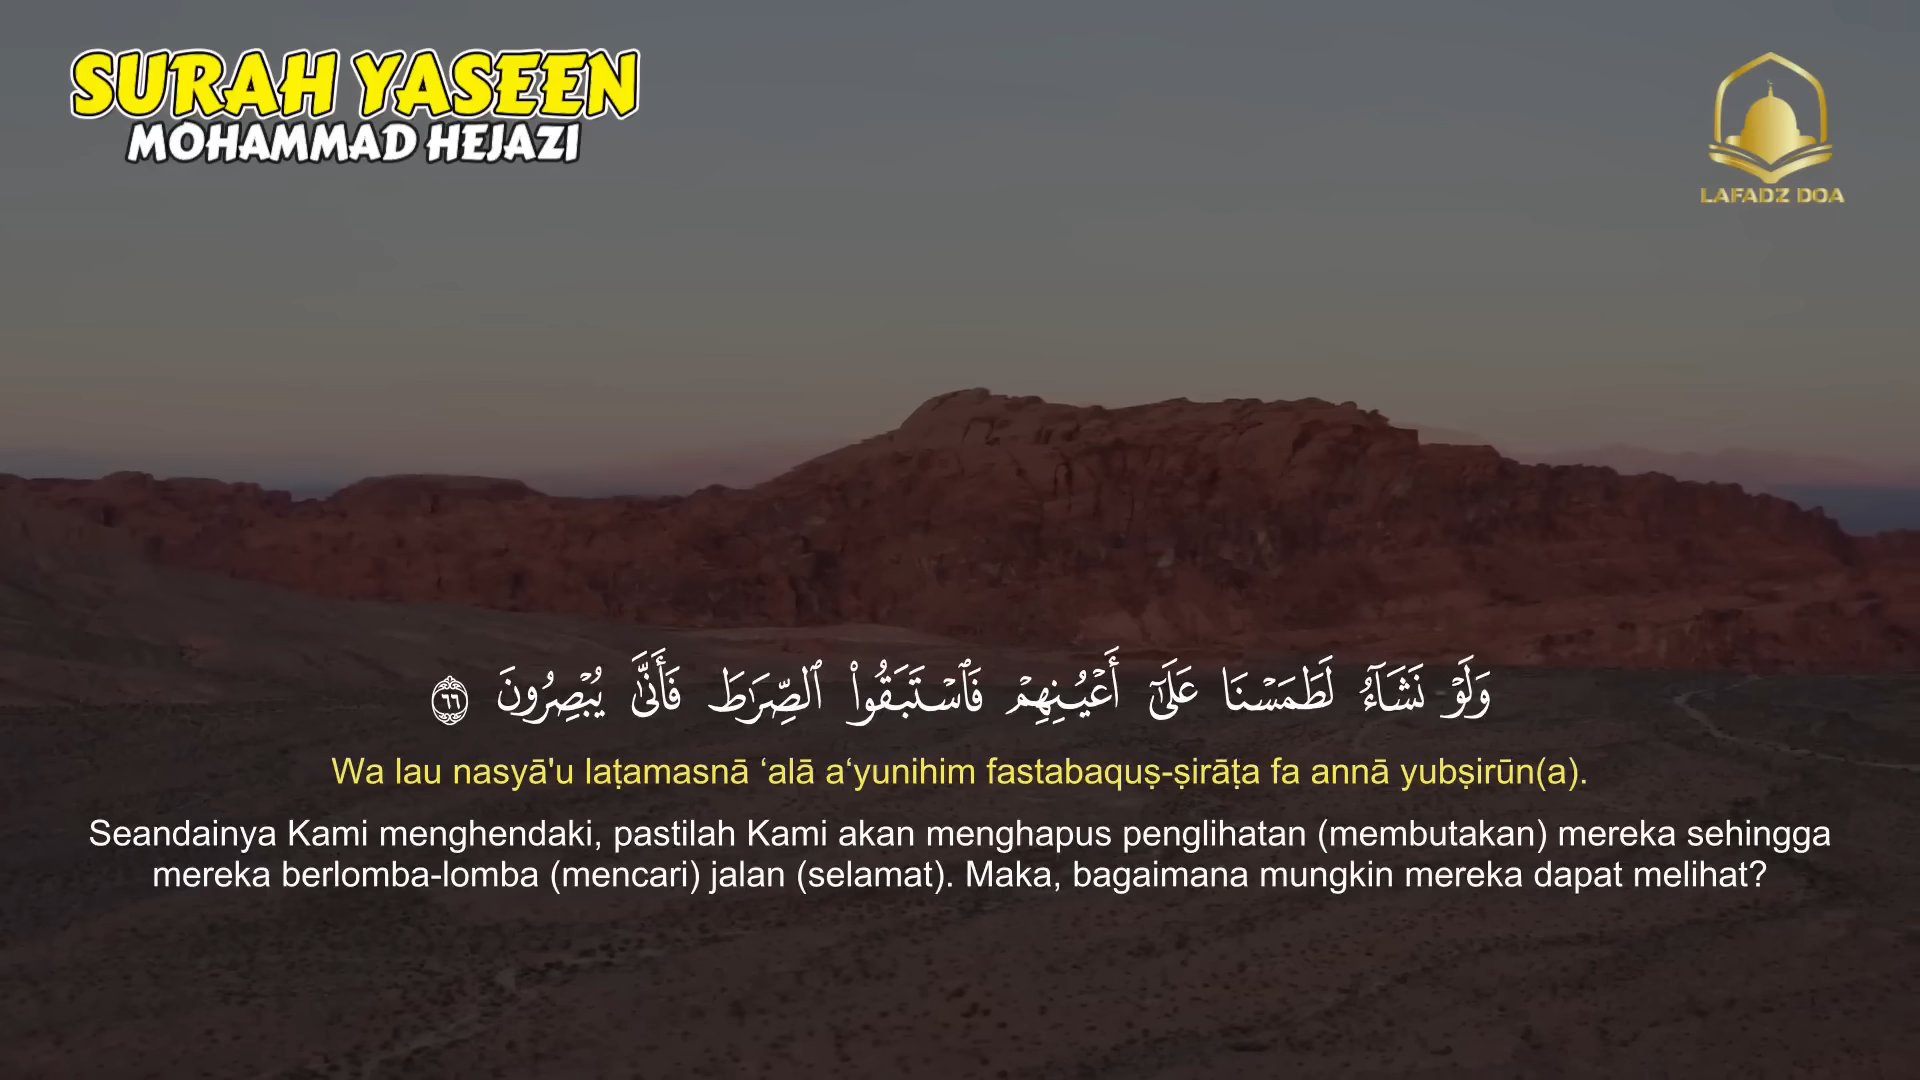 SURAH YASEEN
MOHAMMAD HEJAZI
LAFADZ DOA
وَلَوْ نَشَآءُ لَطَمَسْنَا عَلَىٰٓ أَعْيُنِهِمْ فَٱسْتَبَقُوا۟ ٱلصِّرَٰطَ فَأَنَّىٰ يُبْصِرُونَ ٦٦
Wa lau nasyā'u laṭamasnā ‘alā a‘yunihim fastabaquṣ-ṣirāṭa fa annā yubṣirūn(a).
Seandainya Kami menghendaki, pastilah Kami akan menghapus penglihatan (membutakan) mereka sehingga
mereka berlomba-lomba (mencari) jalan (selamat). Maka, bagaimana mungkin mereka dapat melihat?